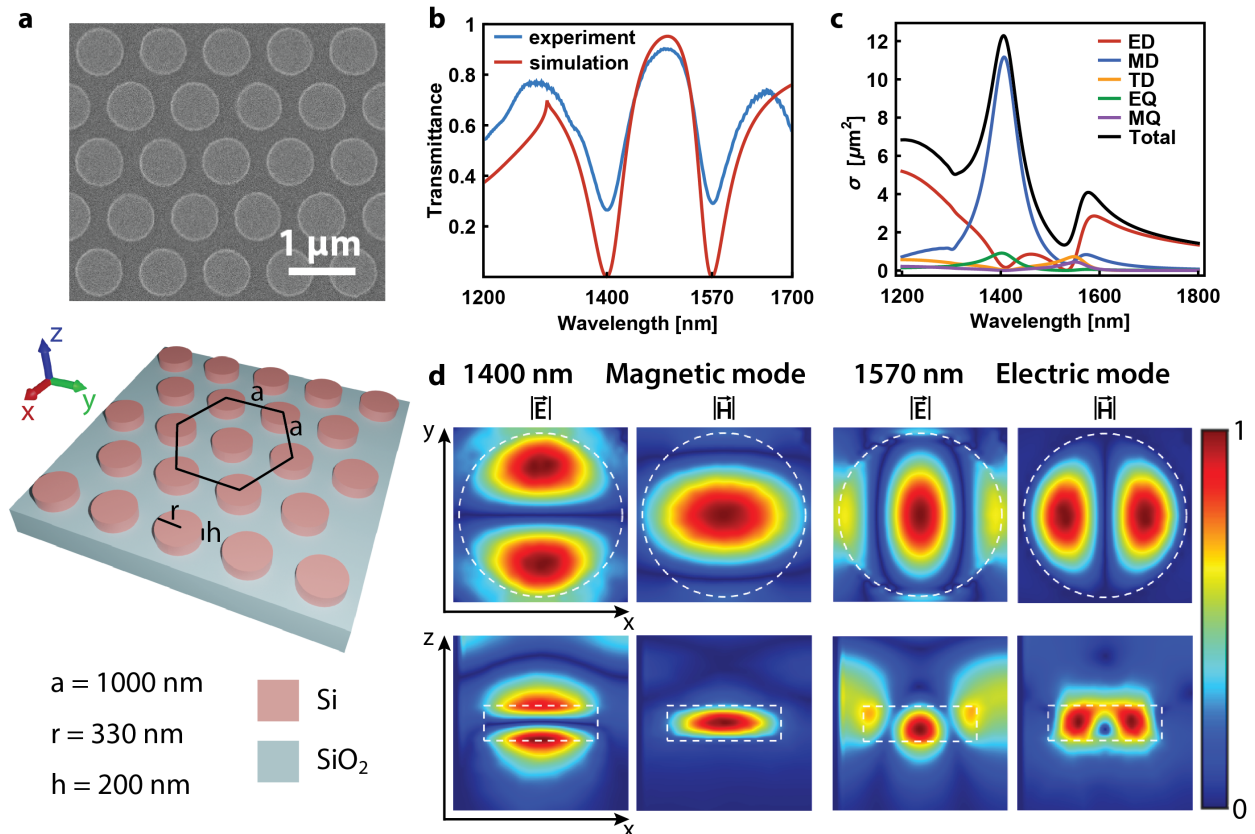 a
1 µm
z
x
y
a
a
r
h
a = 1000 nm
r = 330 nm
h = 200 nm
Si
SiO₂
b
experiment
simulation
Transmittance
1
0.8
0.6
0.4
0.2
1200
1400
1570
1700
Wavelength [nm]
c
ED
MD
TD
EQ
MQ
Total
σ [µm²]
12
10
8
6
4
2
0
1200
1400
1600
1800
Wavelength [nm]
d
1400 nm Magnetic mode
1570 nm Electric mode
|E⃗|
|H⃗|
|E⃗|
|H⃗|
y
x
z
x
1
0